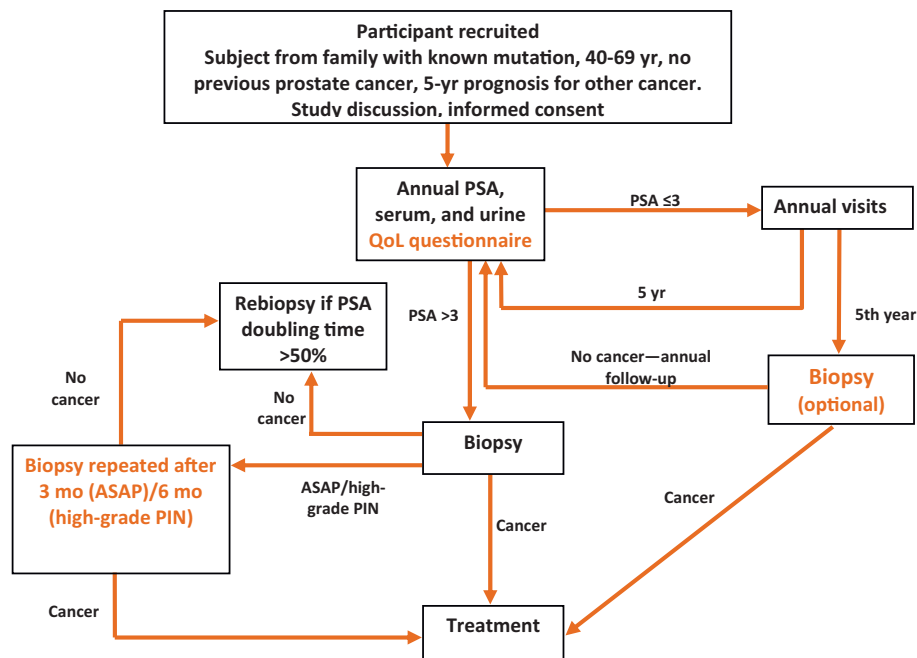 Participant recruited
Subject from family with known mutation, 40-69 yr, no
previous prostate cancer, 5-yr prognosis for other cancer.
Study discussion, informed consent
Annual PSA,
serum, and urine
QoL questionnaire
PSA ≤3
Annual visits
5 yr
5th year
Rebiopsy if PSA
doubling time
>50%
PSA >3
No cancer—annual
follow-up
Biopsy
(optional)
No
cancer
No
cancer
Biopsy
Biopsy repeated after
3 mo (ASAP)/6 mo
(high-grade PIN)
ASAP/high-
grade PIN
Cancer
Cancer
Cancer
Treatment